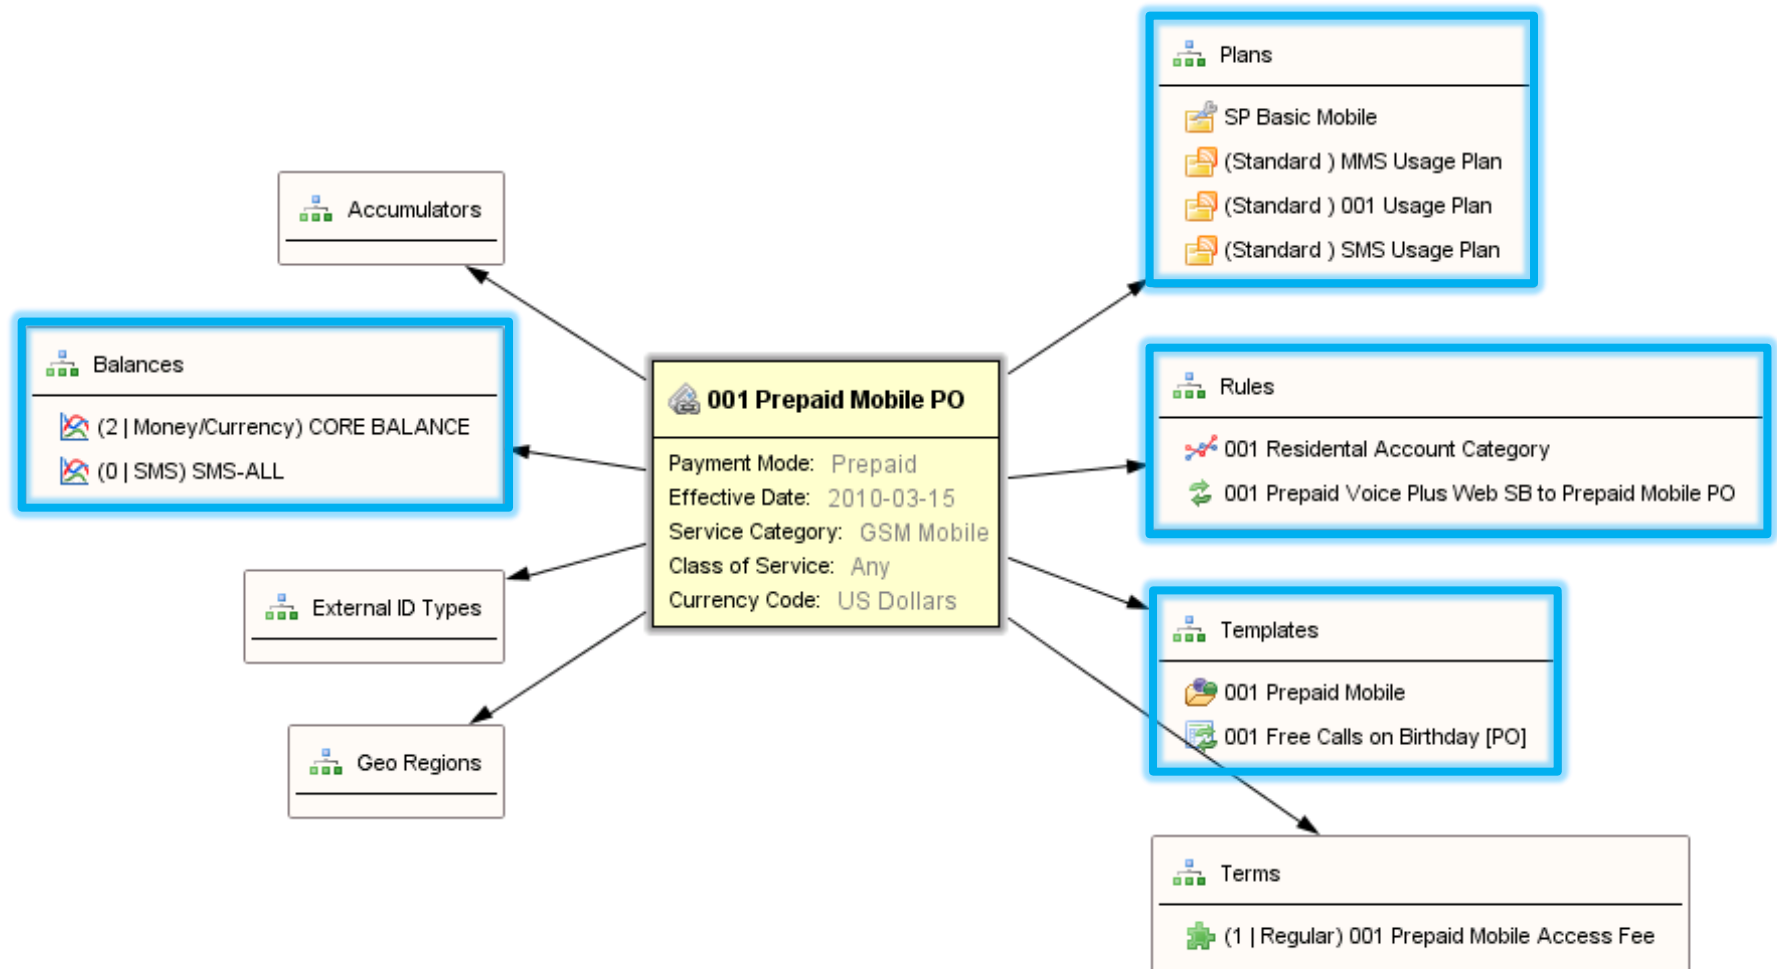 Plans
SP Basic Mobile
(Standard ) MMS Usage Plan
(Standard ) 001 Usage Plan
(Standard ) SMS Usage Plan
Accumulators
Balances
(2 | Money/Currency) CORE BALANCE
(0 | SMS) SMS-ALL
001 Prepaid Mobile PO
Payment Mode: Prepaid
Effective Date: 2010-03-15
Service Category: GSM Mobile
Class of Service: Any
Currency Code: US Dollars
Rules
001 Residental Account Category
001 Prepaid Voice Plus Web SB to Prepaid Mobile PO
External ID Types
Templates
001 Prepaid Mobile
001 Free Calls on Birthday [PO]
Geo Regions
Terms
(1 | Regular) 001 Prepaid Mobile Access Fee